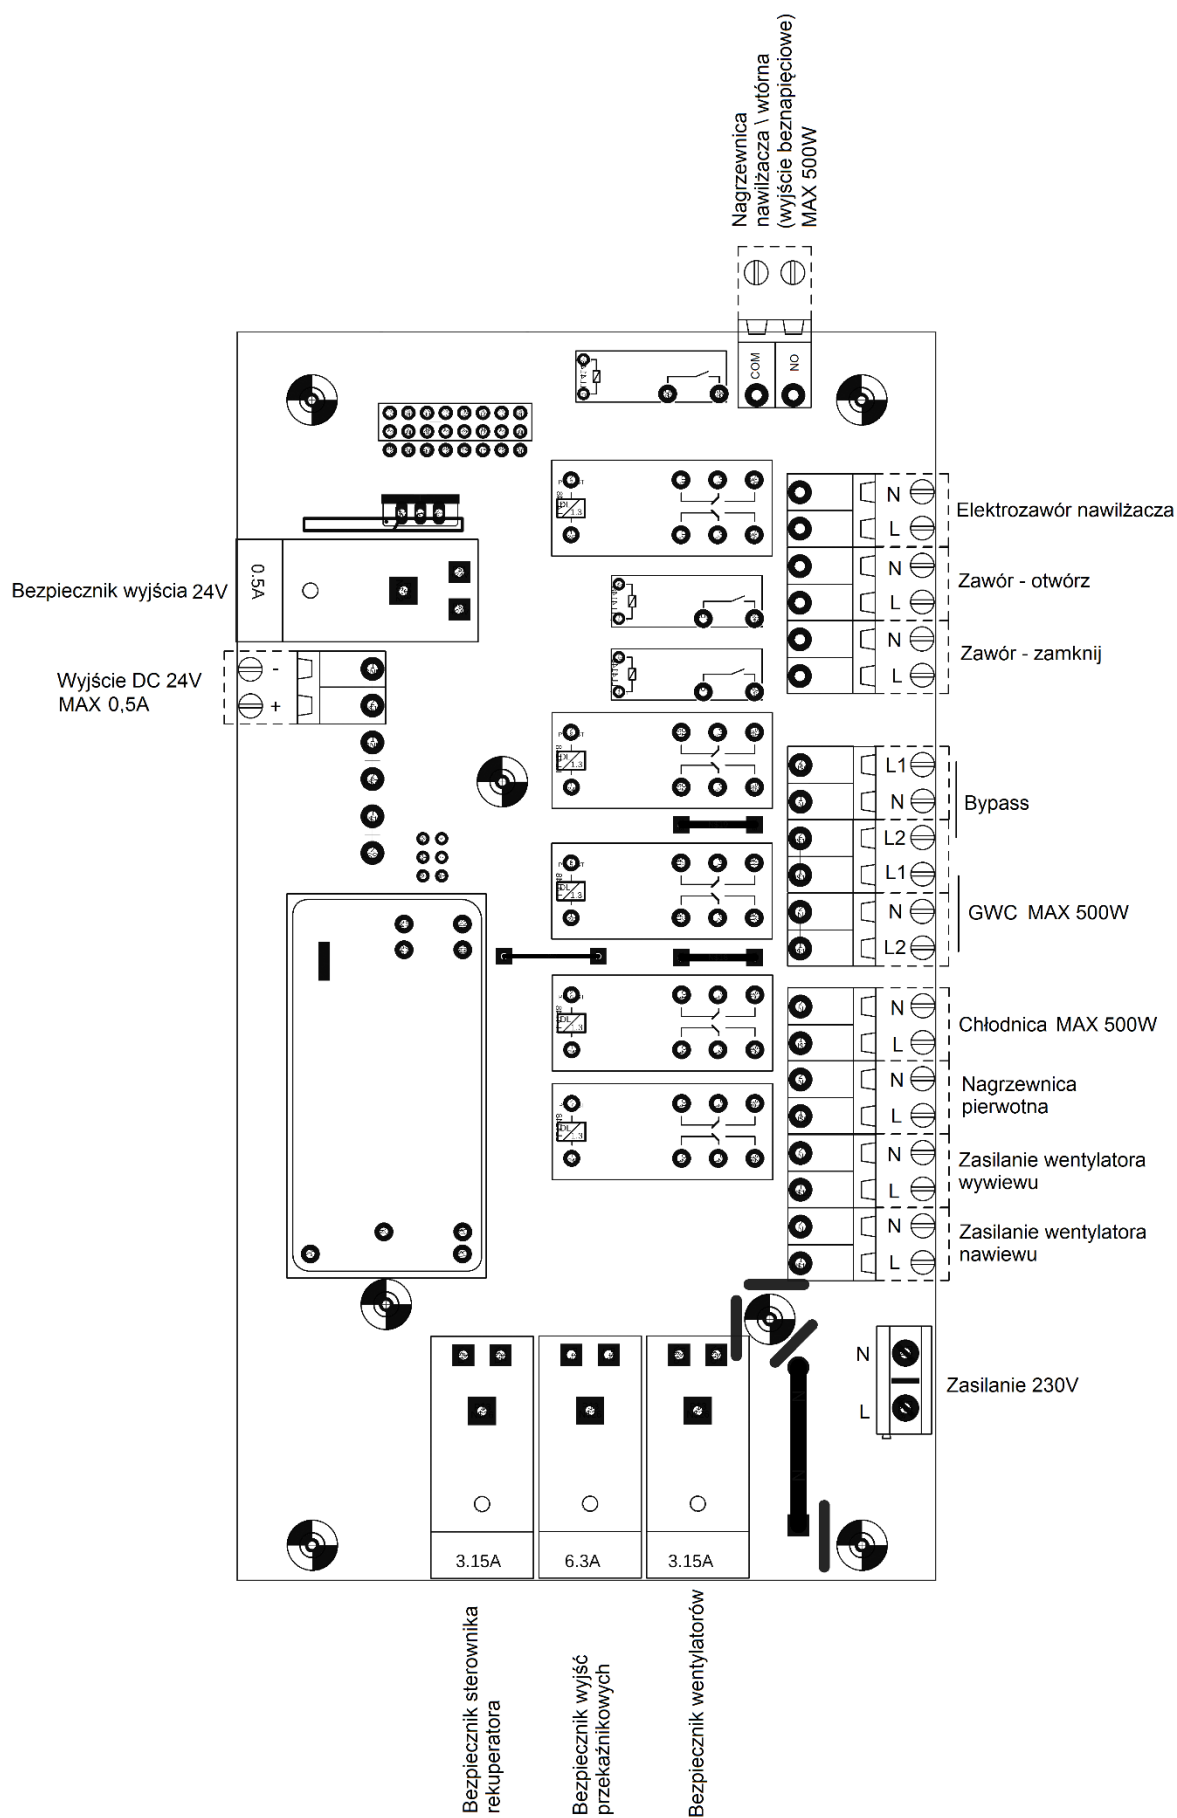 Nagrzewnica
nawilżacza \ wtórna
(wyjście beznapięciowe)
MAX 500W
COM
NO
N
Elektrozawór nawilżacza
L
N
Zawór - otwórz
L
N
Zawór - zamknij
L
0.5A
Bezpiecznik wyjścia 24V
Wyjście DC 24V
MAX 0,5A
-
+
L1
Bypass
N
L2
L1
GWC MAX 500W
N
L2
N
Chłodnica MAX 500W
L
N
Nagrzewnica
pierwotna
L
N
Zasilanie wentylatora
wywiewu
L
N
Zasilanie wentylatora
nawiewu
L
N
Zasilanie 230V
L
3.15A
6.3A
3.15A
Bezpiecznik sterownika
rekuperatora
Bezpiecznik wyjść
przekaźnikowych
Bezpiecznik wentylatorów